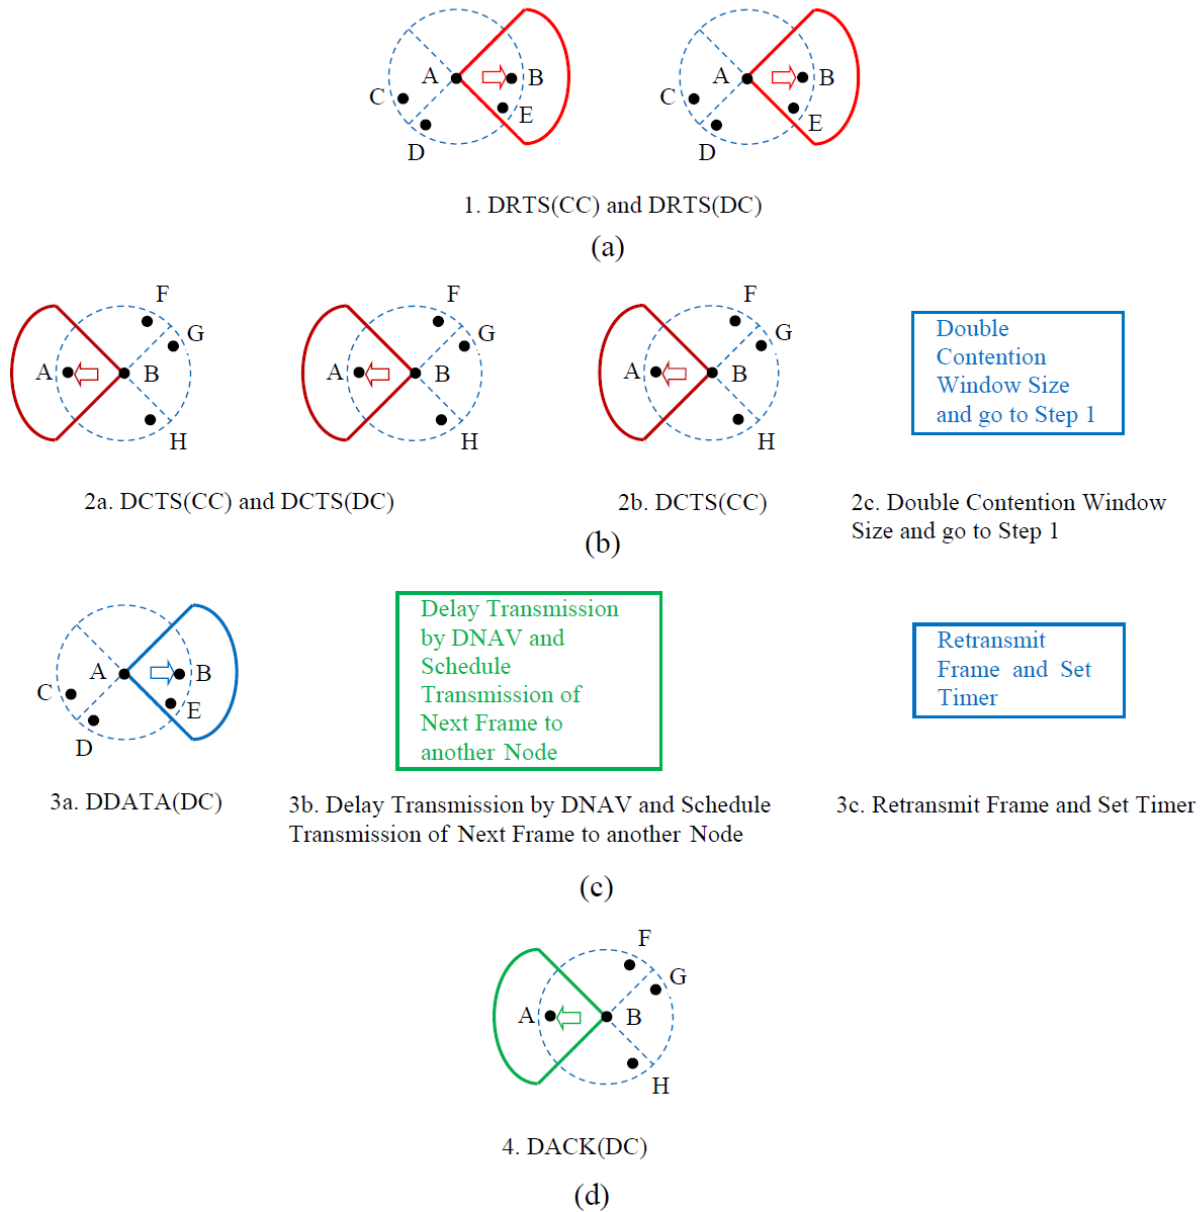 A
B
C
E
D
A
B
C
E
D
1. DRTS(CC) and DRTS(DC)
(a)
F
G
A
B
H
F
G
A
B
H
F
G
A
B
H
Double
Contention
Window Size
and go to Step 1
2a. DCTS(CC) and DCTS(DC)
2b. DCTS(CC)
2c. Double Contention Window
Size and go to Step 1
(b)
A
B
C
E
D
Delay Transmission
by DNAV and
Schedule
Transmission of
Next Frame to
another Node
Retransmit
Frame and Set
Timer
3a. DDATA(DC)
3b. Delay Transmission by DNAV and Schedule
Transmission of Next Frame to another Node
3c. Retransmit Frame and Set Timer
(c)
F
G
A
B
H
4. DACK(DC)
(d)